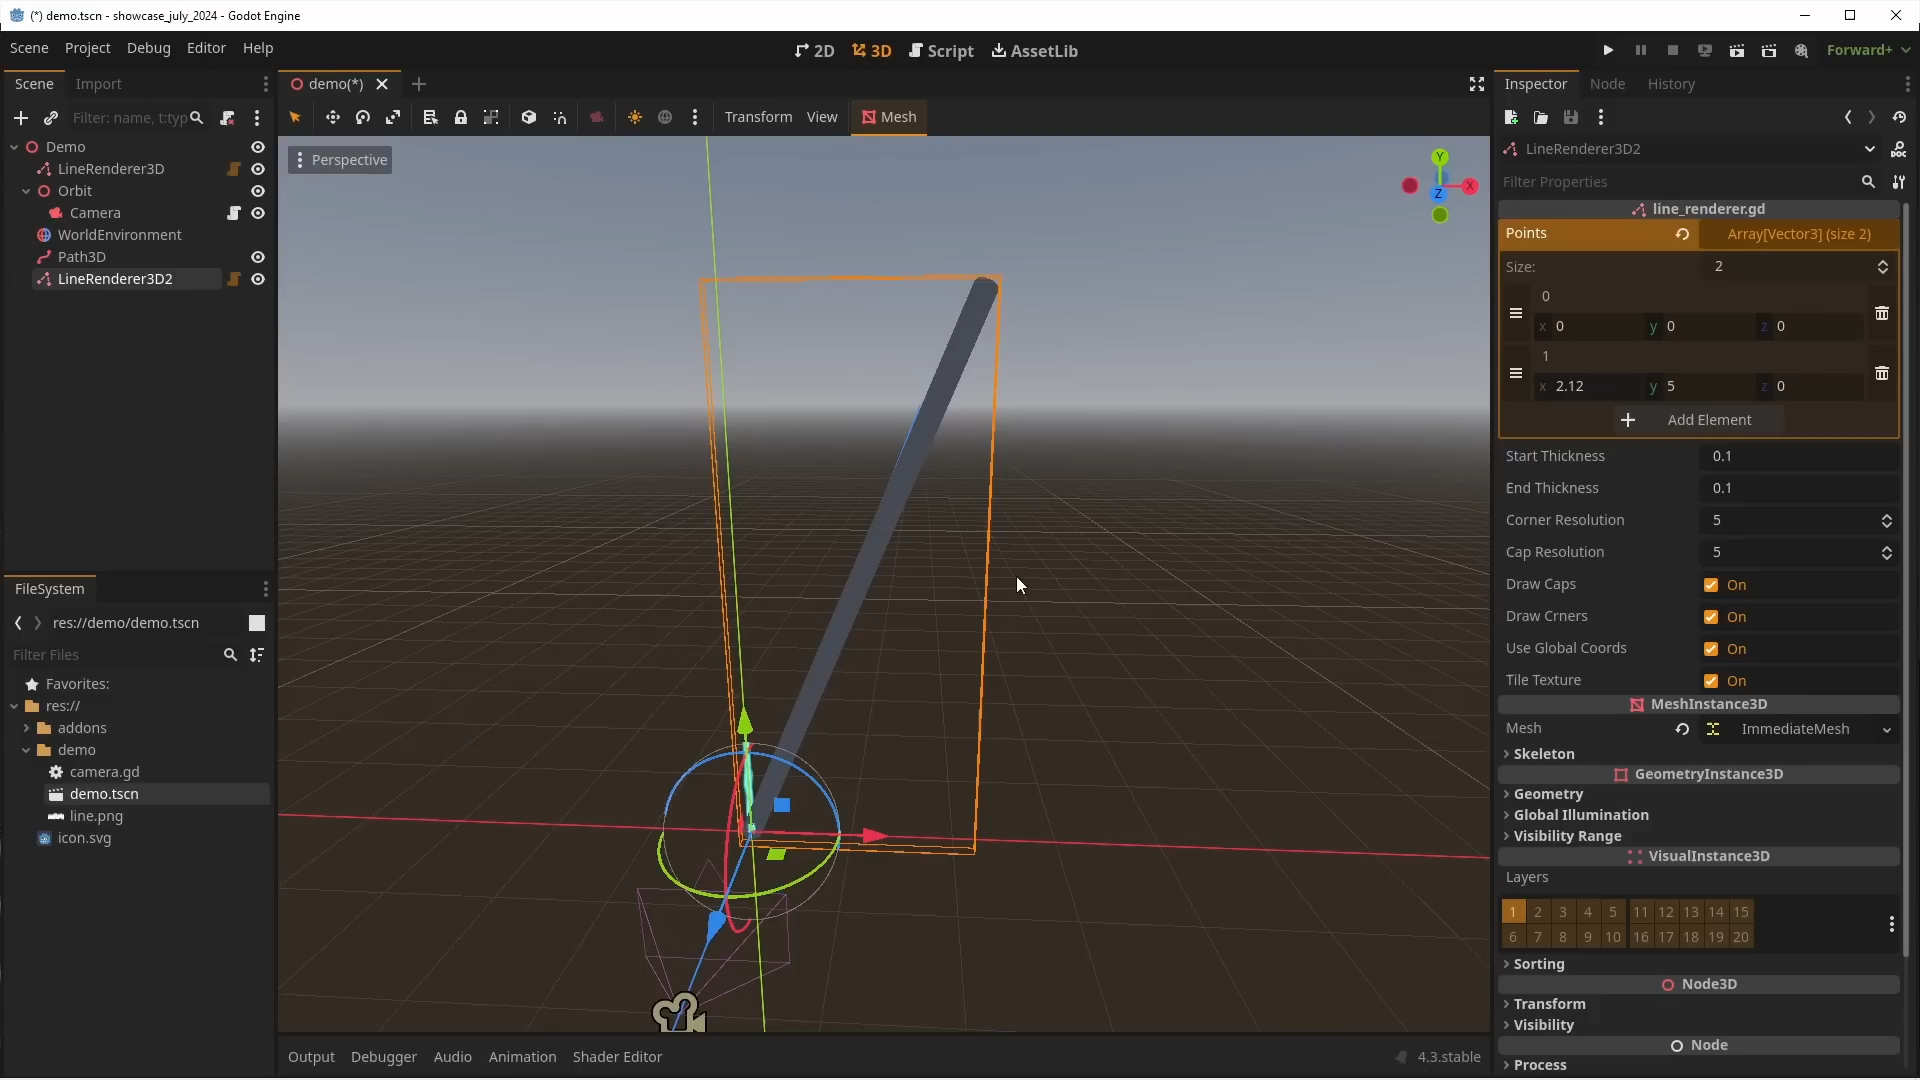 (*) demo.tscn - showcase_july_2024 - Godot Engine
Scene Project Debug Editor Help
2D 3D Script AssetLib
Forward+
Scene Import
demo(*)
Inspector Node History
Filter: name, t:typ
Transform View Mesh
Demo
LineRenderer3D
Orbit
Camera
WorldEnvironment
Path3D
LineRenderer3D2
Perspective
Y
X
Z
LineRenderer3D2
Filter Properties
line_renderer.gd
Points Array[Vector3] (size 2)
Size: 2
0
x 0 y 0 z 0
1
x 2.12 y 5 z 0
Add Element
Start Thickness 0.1
End Thickness 0.1
Corner Resolution 5
Cap Resolution 5
Draw Caps On
Draw Crners On
Use Global Coords On
Tile Texture On
MeshInstance3D
Mesh ImmediateMesh
Skeleton
GeometryInstance3D
Geometry
Global Illumination
Visibility Range
VisualInstance3D
Layers
1 2 3 4 5 11 12 13 14 15
6 7 8 9 10 16 17 18 19 20
Sorting
Node3D
Transform
Visibility
Node
Process
FileSystem
res://demo/demo.tscn
Filter Files
Favorites:
res://
addons
demo
camera.gd
demo.tscn
line.png
icon.svg
Output Debugger Audio Animation Shader Editor
4.3.stable